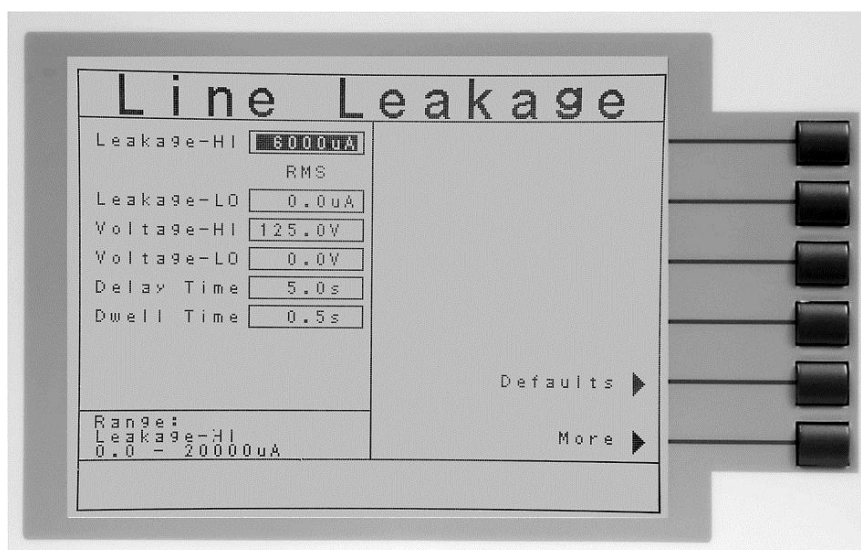 Line Leakage
Leakage-HI 6000uA
RMS
Leakage-LO 0.0uA
Voltage-HI 125.0V
Voltage-LO 0.0V
Delay Time 5.0s
Dwell Time 0.5s
Defaults
Range:
Leakage-HI
0.0 - 20000uA
More